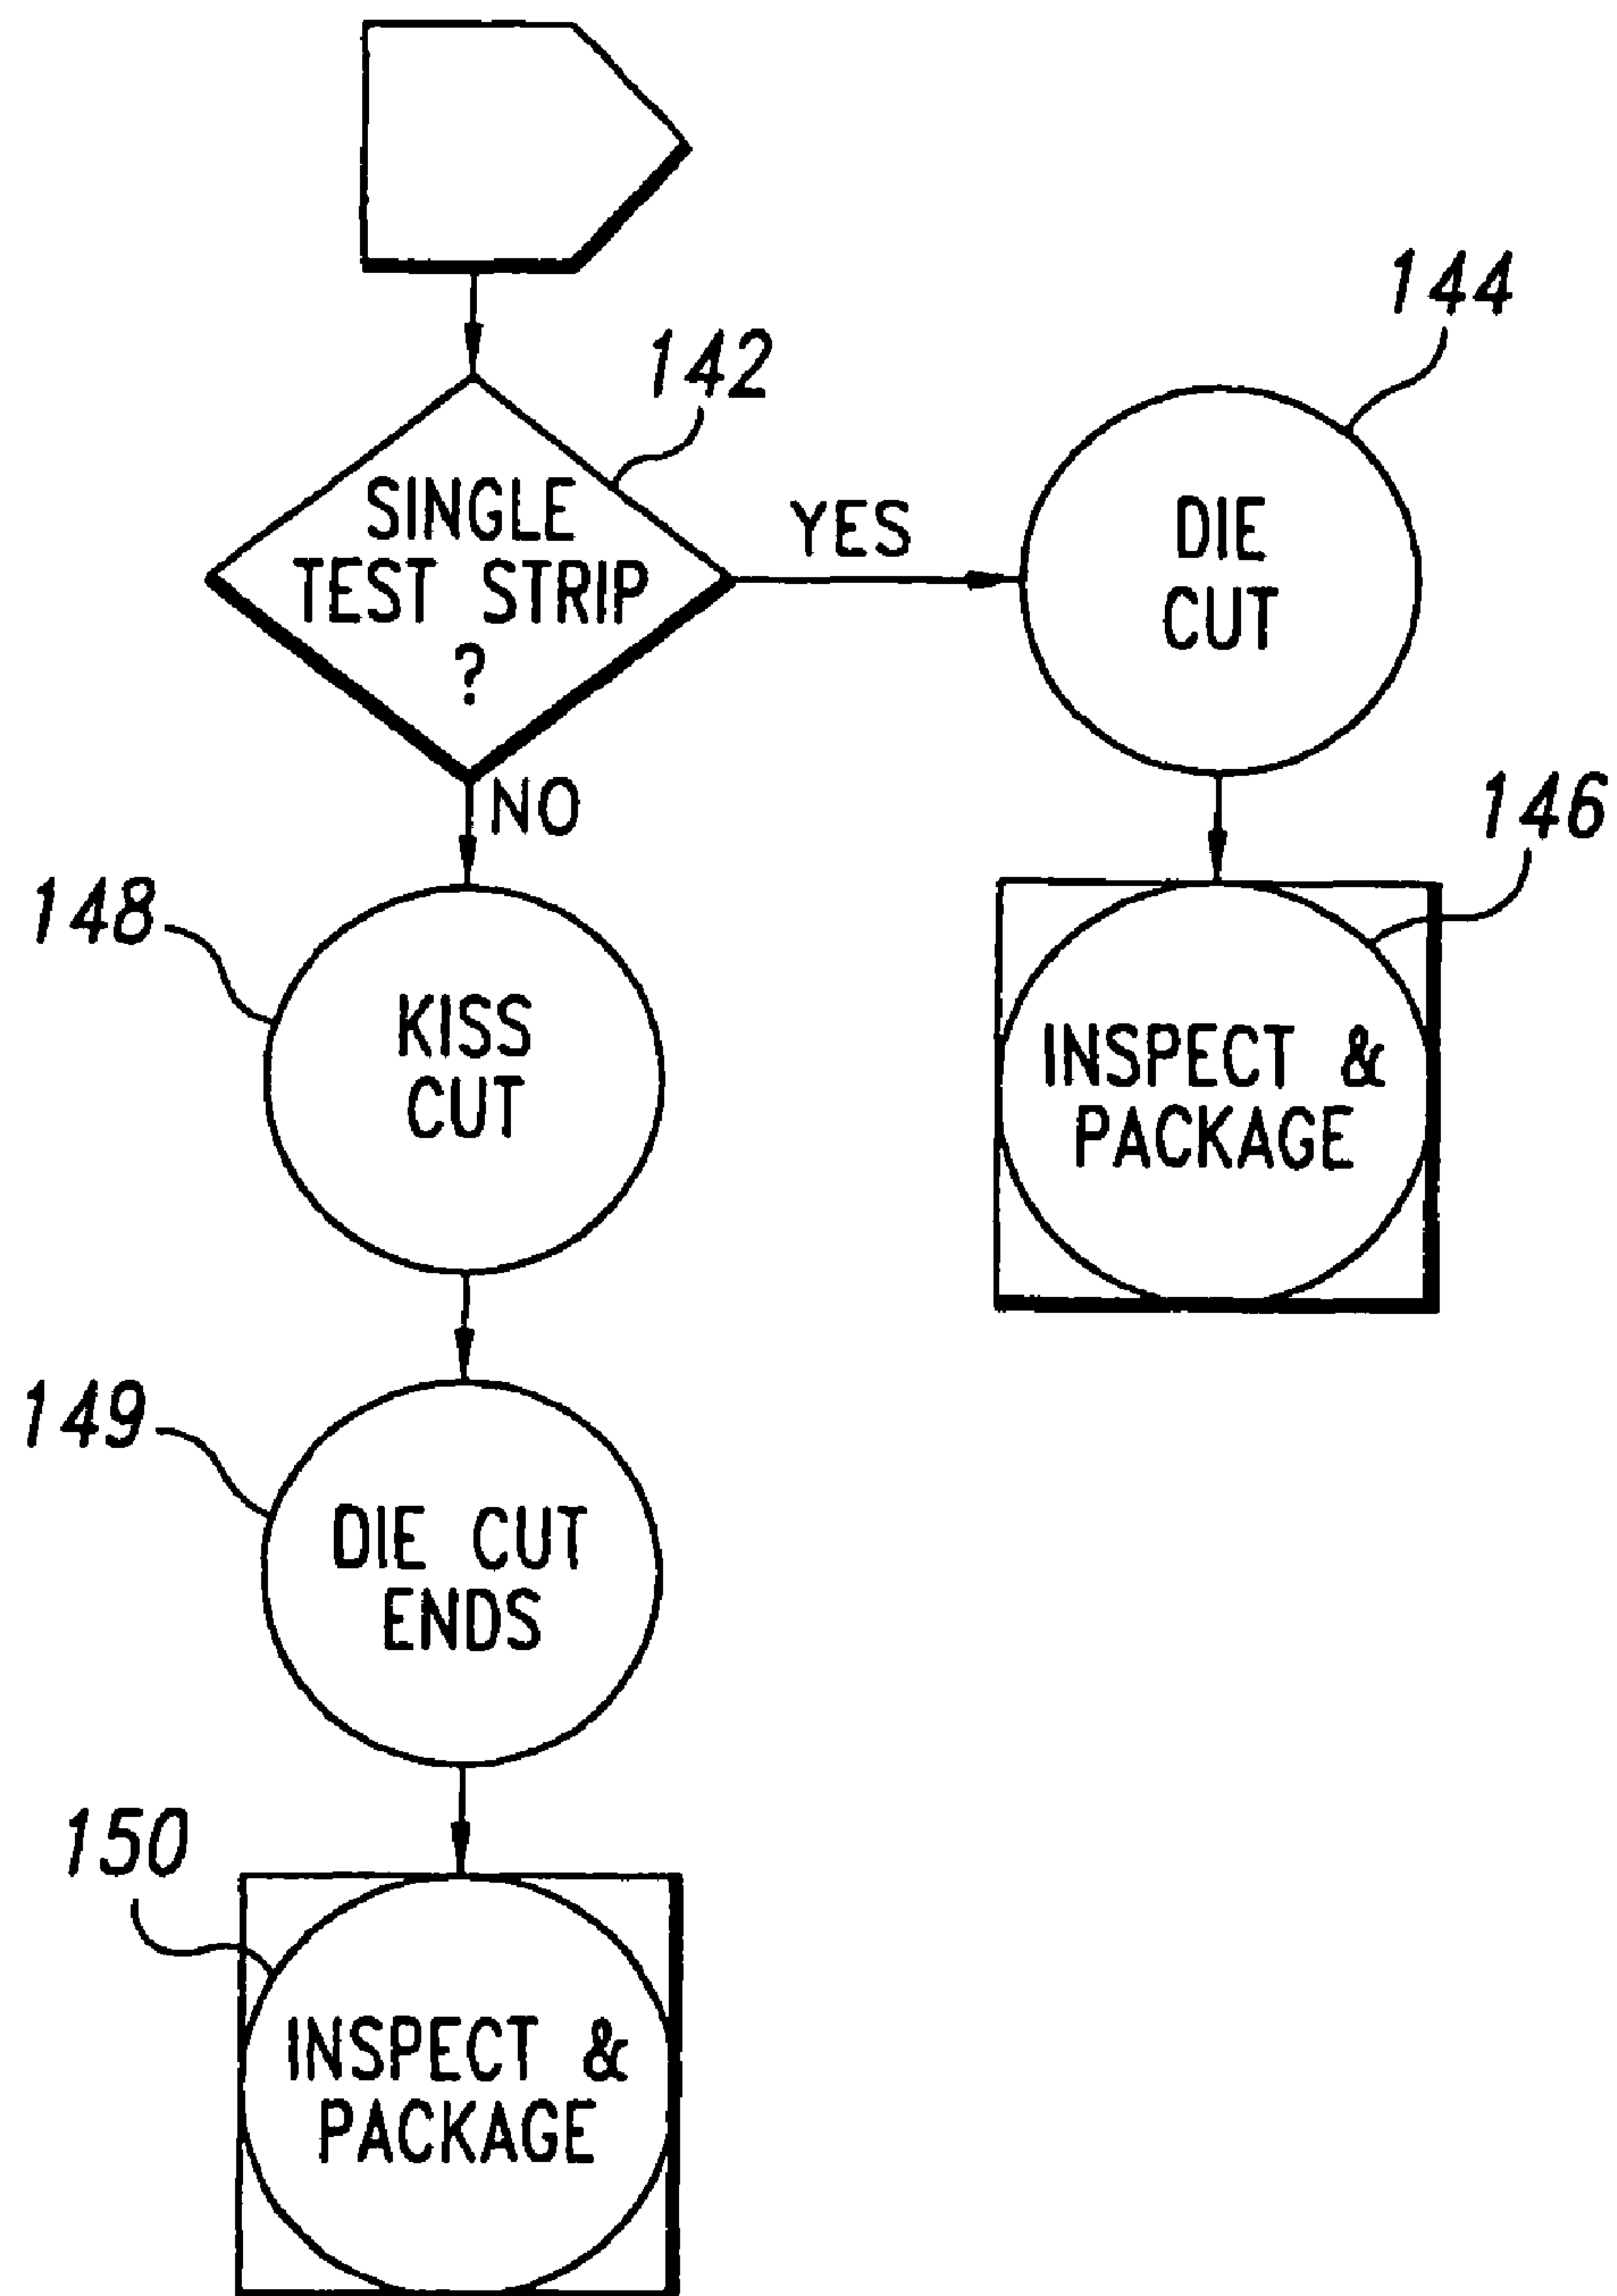 144
142
SINGLE
TEST STRIP
?
YES
DIE
CUT
NO
146
148
KISS
CUT
INSPECT &
PACKAGE
149
DIE CUT
ENDS
150
INSPECT &
PACKAGE